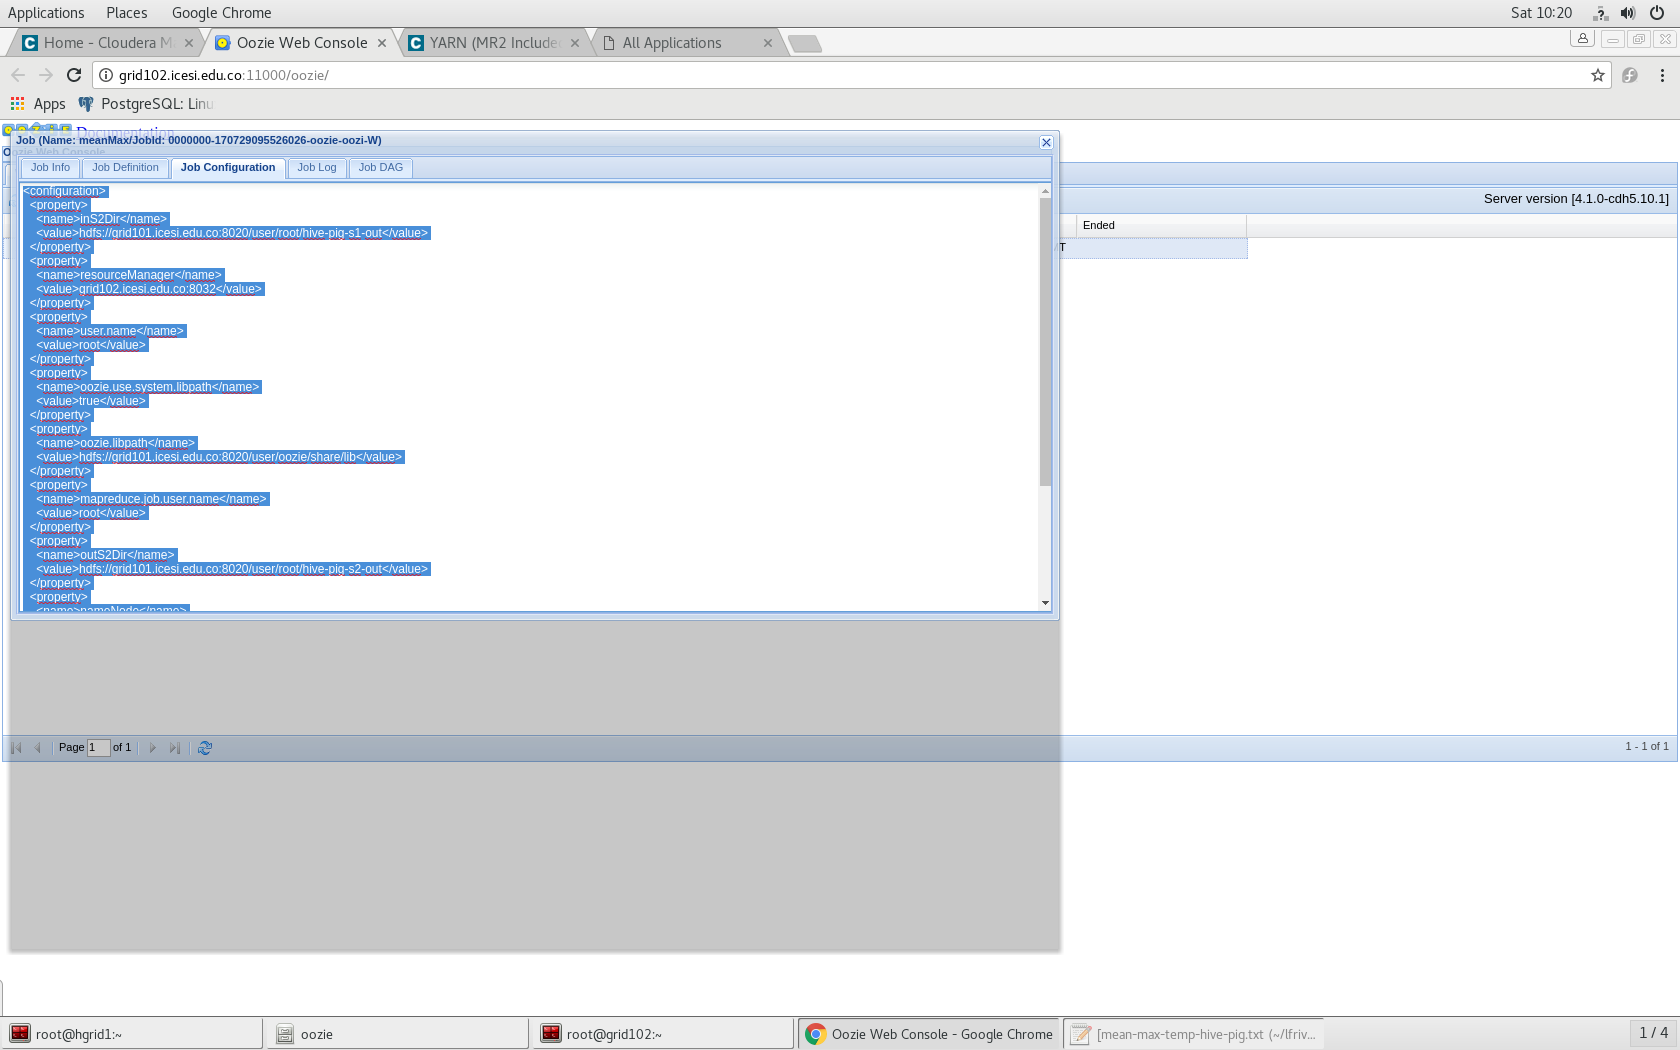 Applications Places Google Chrome Sat 10:20
Home - Cloudera M Oozie Web Console YARN (MR2 Include All Applications
grid102.icesi.edu.co:11000/oozie/
Apps PostgreSQL: Linu
Documentation
Job (Name: meanMax/JobId: 0000000-170729095526026-oozie-oozi-W)
Oozie Web Console
Job Info Job Definition Job Configuration Job Log Job DAG
Server version [4.1.0-cdh5.10.1]
Ended
<configuration>
<property>
<name>inS2Dir</name>
<value>hdfs://grid101.icesi.edu.co:8020/user/root/hive-pig-s1-out</value>
</property>
<property>
<name>resourceManager</name>
<value>grid102.icesi.edu.co:8032</value>
</property>
<property>
<name>user.name</name>
<value>root</value>
</property>
<property>
<name>oozie.use.system.libpath</name>
<value>true</value>
</property>
<property>
<name>oozie.libpath</name>
<value>hdfs://grid101.icesi.edu.co:8020/user/oozie/share/lib</value>
</property>
<property>
<name>mapreduce.job.user.name</name>
<value>root</value>
</property>
<property>
<name>outS2Dir</name>
<value>hdfs://grid101.icesi.edu.co:8020/user/root/hive-pig-s2-out</value>
</property>
<property>
<name>nameNode</name>
Page 1 of 1 1 - 1 of 1
root@hgrid1:~ oozie root@grid102:~ Oozie Web Console - Google Chrome [mean-max-temp-hive-pig.txt (~/lfriv... 1 / 4